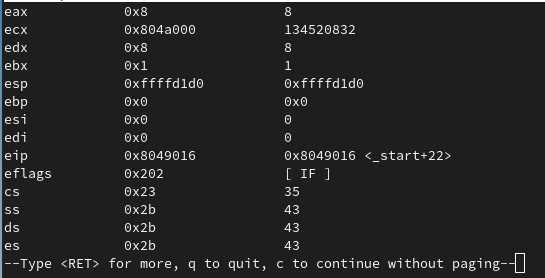 eax 0x8 8
ecx 0x804a000 134520832
edx 0x8 8
ebx 0x1 1
esp 0xffffd1d0 0xffffd1d0
ebp 0x0 0x0
esi 0x0 0
edi 0x0 0
eip 0x8049016 0x8049016 <_start+22>
eflags 0x202 [ IF ]
cs 0x23 35
ss 0x2b 43
ds 0x2b 43
es 0x2b 43
--Type <RET> for more, q to quit, c to continue without paging--